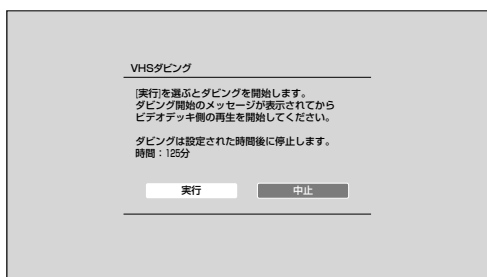 VHSダビング
[実行]を選ぶとダビングを開始します。
ダビング開始のメッセージが表示されてから
ビデオデッキ側の再生を開始してください。
ダビングは設定された時間後に停止します。
時間：125分
実行 中止